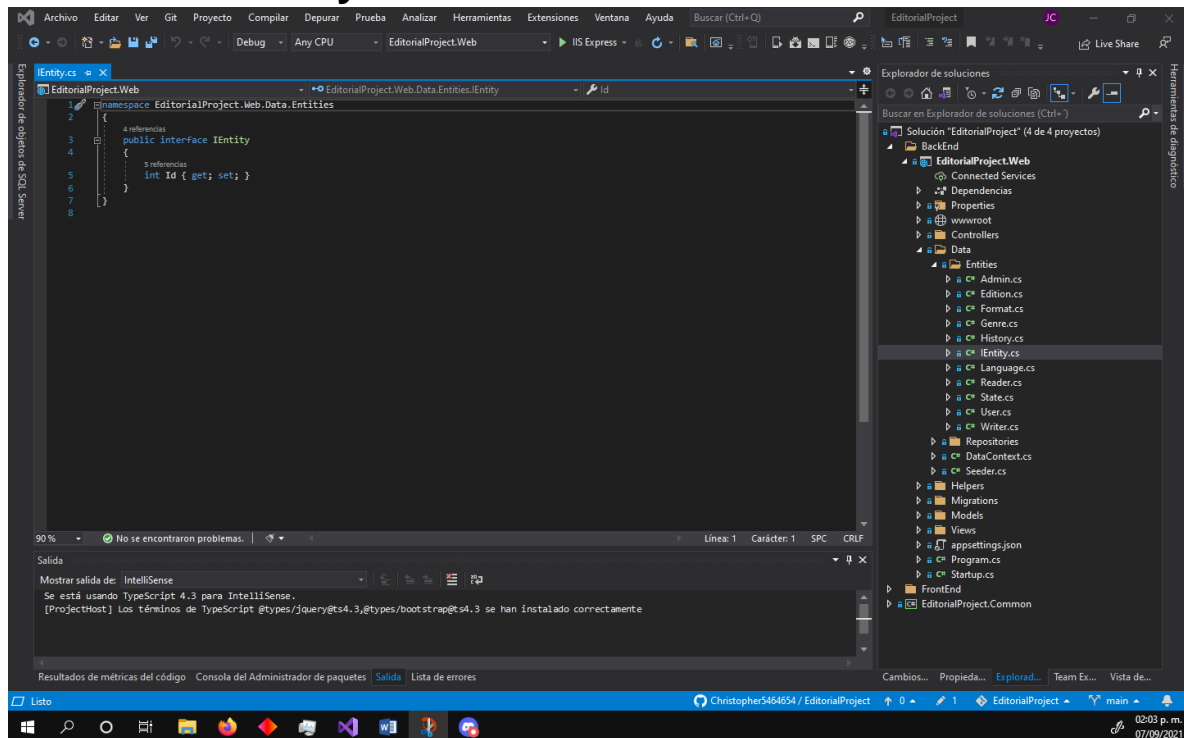 Archivo Editar Ver Git Proyecto Compilar Depurar Prueba Analizar Herramientas Extensiones Ventana Ayuda Buscar (Ctrl+Q) EditorialProject JC
Debug Any CPU EditorialProject.Web IIS Express Live Share
Explorador de objetos de SQL Server
IEntity.cs
EditorialProject.Web EditorialProject.Web.Data.Entities.IEntity Id
1 namespace EditorialProject.Web.Data.Entities
2 {
4 referencias
3 public interface IEntity
4 {
5 referencias
5 int Id { get; set; }
6 }
7 }
8
90 % No se encontraron problemas. Línea: 1 Carácter: 1 SPC CRLF
Salida
Mostrar salida de: IntelliSense
Se está usando TypeScript 4.3 para IntelliSense.
[ProjectHost] Los términos de TypeScript @types/jquery@ts4.3,@types/bootstrap@ts4.3 se han instalado correctamente
Resultados de métricas del código Consola del Administrador de paquetes Salida Lista de errores
Explorador de soluciones
Buscar en Explorador de soluciones (Ctrl+´)
Solución "EditorialProject" (4 de 4 proyectos)
BackEnd
EditorialProject.Web
Connected Services
Dependencias
Properties
wwwroot
Controllers
Data
Entities
C# Admin.cs
C# Edition.cs
C# Format.cs
C# Genre.cs
C# History.cs
C# IEntity.cs
C# Language.cs
C# Reader.cs
C# State.cs
C# User.cs
C# Writer.cs
Repositories
C# DataContext.cs
C# Seeder.cs
Helpers
Migrations
Models
Views
appsettings.json
C# Program.cs
C# Startup.cs
FrontEnd
C# EditorialProject.Common
Cambios... Propieda... Explorad... Team Ex... Vista de...
Herramientas de diagnóstico
Listo Christopher5464654 / EditorialProject 0 1 EditorialProject main
02:03 p. m.
07/09/2021